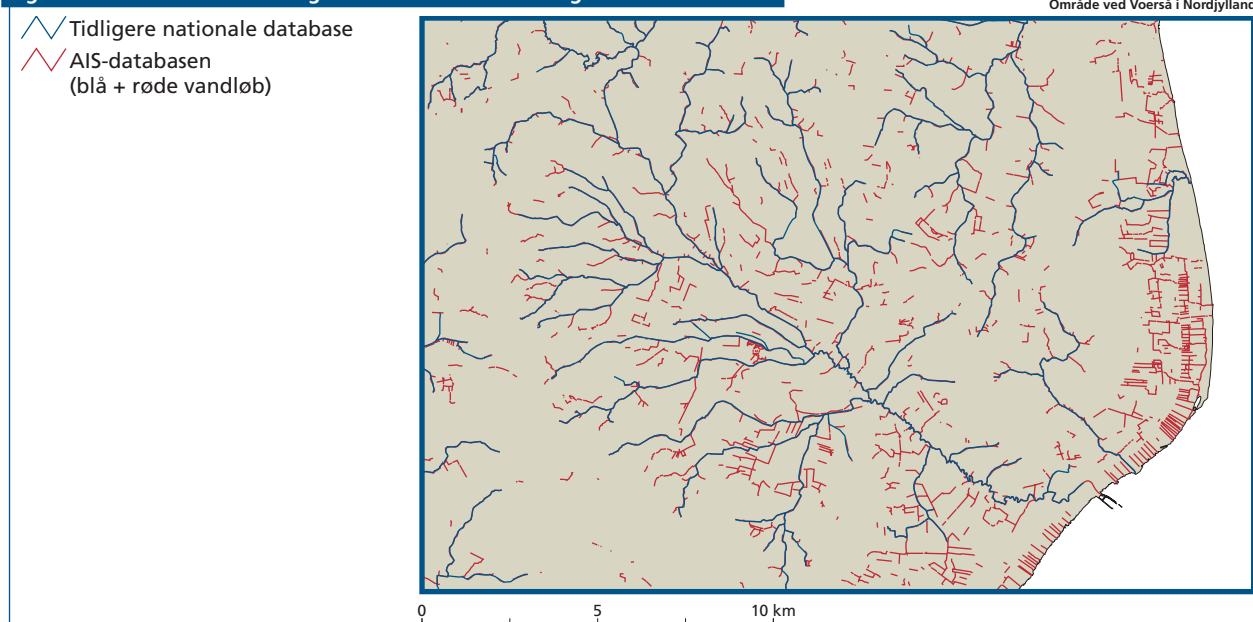 Område ved Voerså i Nordjylland
Tidligere nationale database
AIS-databasen
(blå + røde vandløb)
0 5 10 km